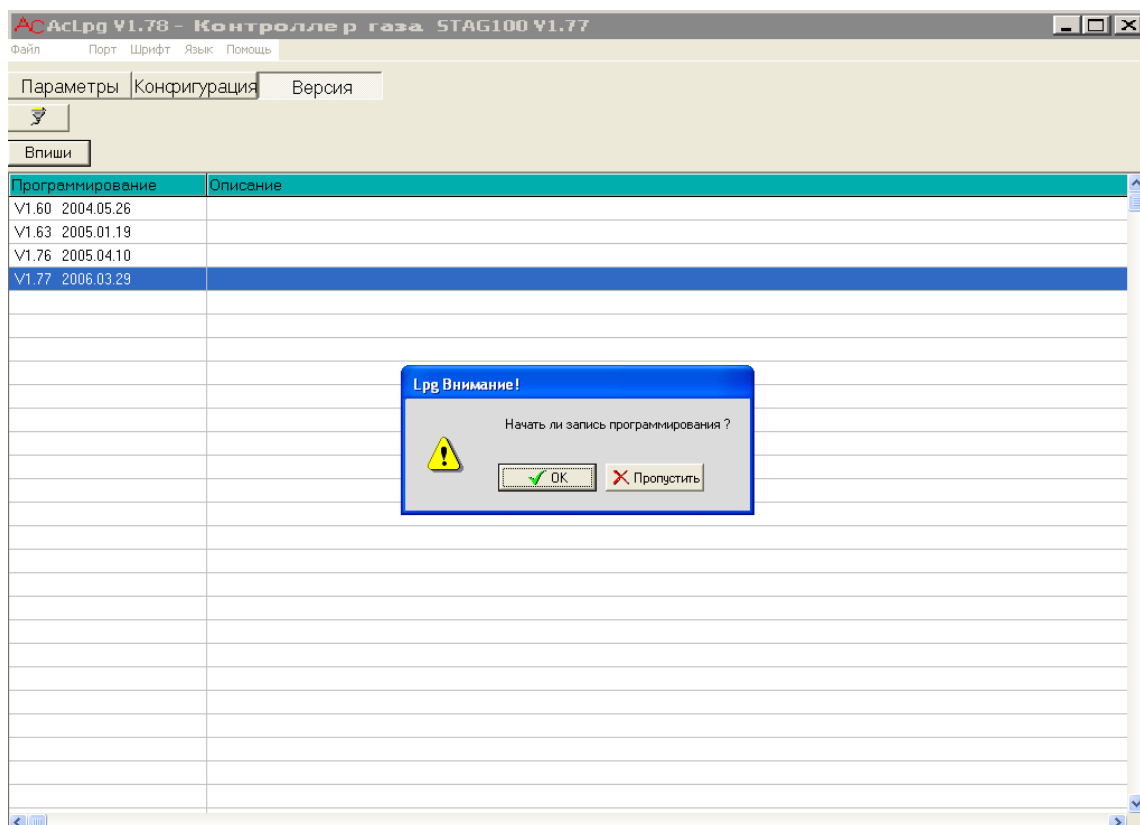 AC AcLpg V1.78 - Контроллер газа STAG100 V1.77
Файл Порт Шрифт Язык Помощь
Параметры Конфигурация Версия
Впиши
Программирование Описание
V1.60 2004.05.26
V1.63 2005.01.19
V1.76 2005.04.10
V1.77 2006.03.29
Lpg Внимание!
Начать ли запись программирования ?
OK Пропустить